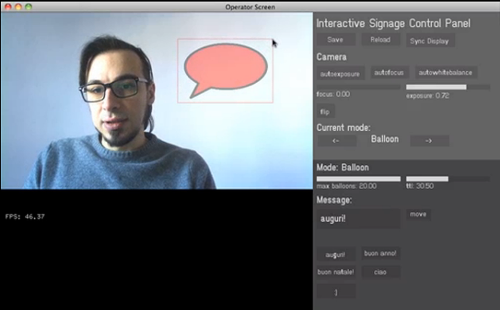 Operator Screen
Interactive Signage Control Panel
Save
Reload
Sync Display
Camera
autoexposure
autofocus
autowhitebalance
focus: 0.00
exposure: 0.72
flip
Current mode:
<-
Balloon
->
Mode: Balloon
max balloons: 20.00
ttl: 30.50
Message:
auguri!
move
FPS: 46.37
auguri!
buon anno!
buon natale!
ciao
:)